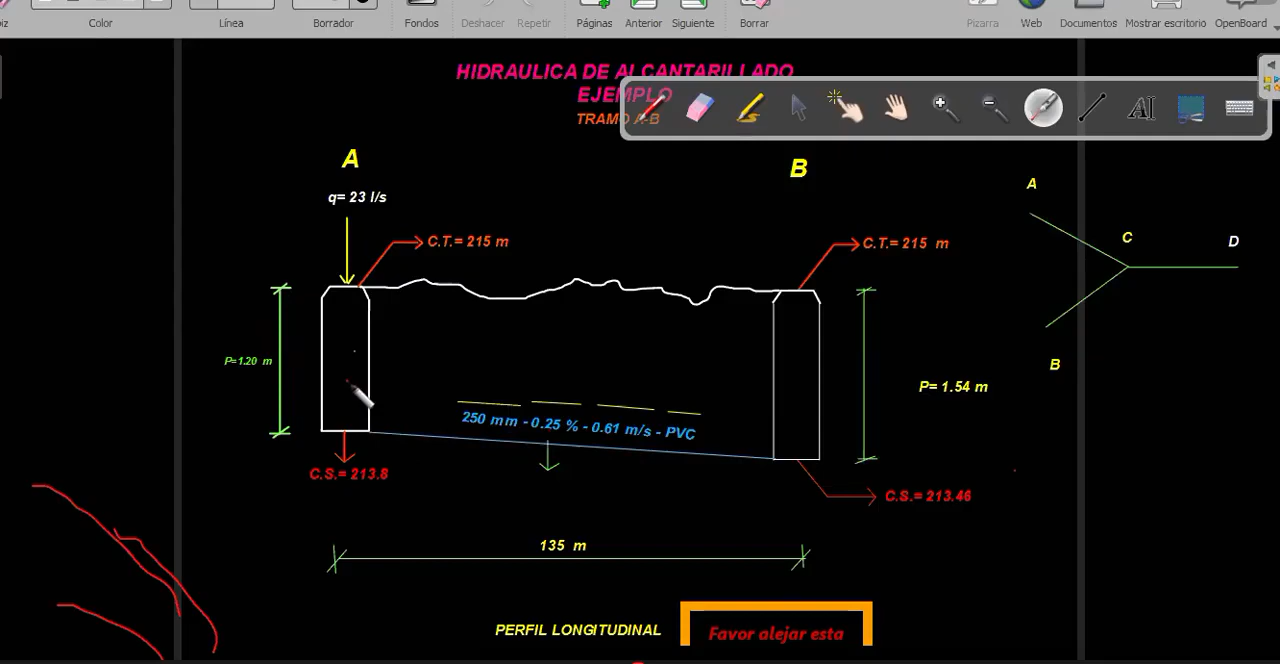 Color
Línea
Borrador
Fondos
Deshacer
Repetir
Páginas
Anterior
Siguiente
Borrar
Pizarra
Web
Documentos
Mostrar escritorio
OpenBoard
HIDRAULICA DE ALCANTARILLADO
EJEMPLO
TRAMO A-B
A
B
q= 23 l/s
C.T.= 215 m
C.T.= 215 m
P=1.20 m
250 mm - 0.25 % - 0.61 m/s - PVC
P= 1.54 m
C.S.= 213.8
C.S.= 213.46
135 m
PERFIL LONGITUDINAL
Favor alejar esta
A
C
D
B